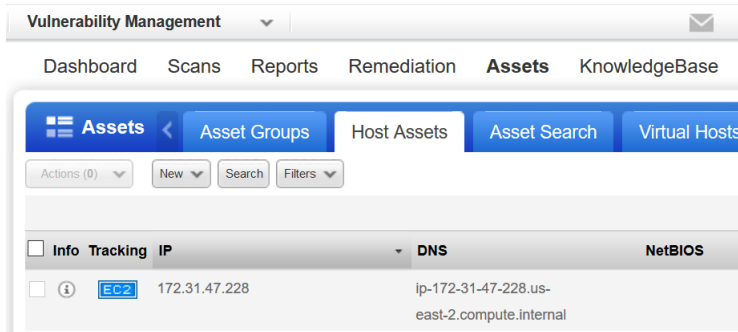 Vulnerability Management
Dashboard Scans Reports Remediation Assets KnowledgeBase
Assets Asset Groups Host Assets Asset Search Virtual Hosts
Actions (0) New Search Filters
Info Tracking IP DNS NetBIOS
EC2 172.31.47.228 ip-172-31-47-228.us-
east-2.compute.internal